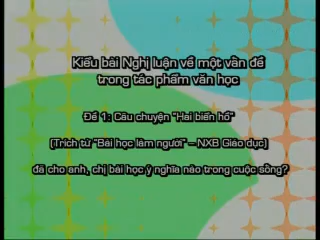 Kiểu bài Nghị luận về một vấn đề
trong tác phẩm văn học
Đề 1: Câu chuyện "Hai biển hồ"
(Trích từ "Bài học làm người" – NXB Giáo dục)
đã cho anh, chị bài học ý nghĩa nào trong cuộc sống?